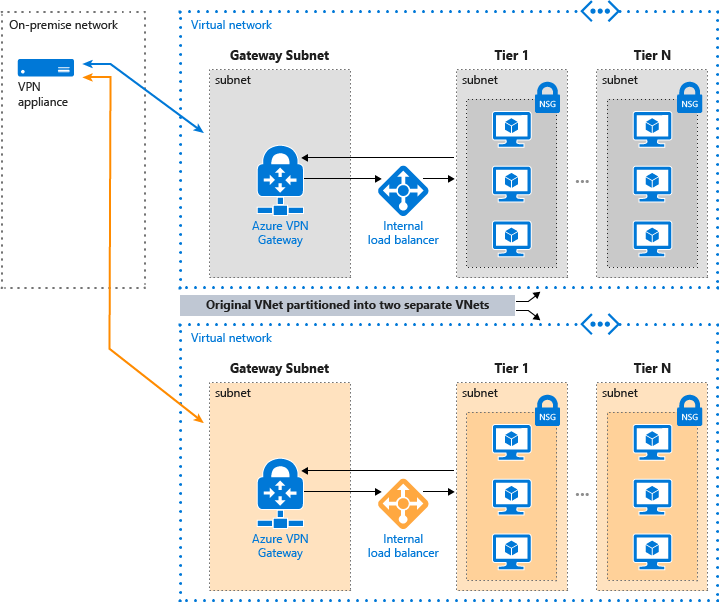 On-premise network
VPN
appliance
Virtual network
Gateway Subnet
subnet
Azure VPN
Gateway
Internal
load balancer
Tier 1
subnet
NSG
...
Tier N
subnet
NSG
Original VNet partitioned into two separate VNets
Virtual network
Gateway Subnet
subnet
Azure VPN
Gateway
Internal
load balancer
Tier 1
subnet
NSG
...
Tier N
subnet
NSG